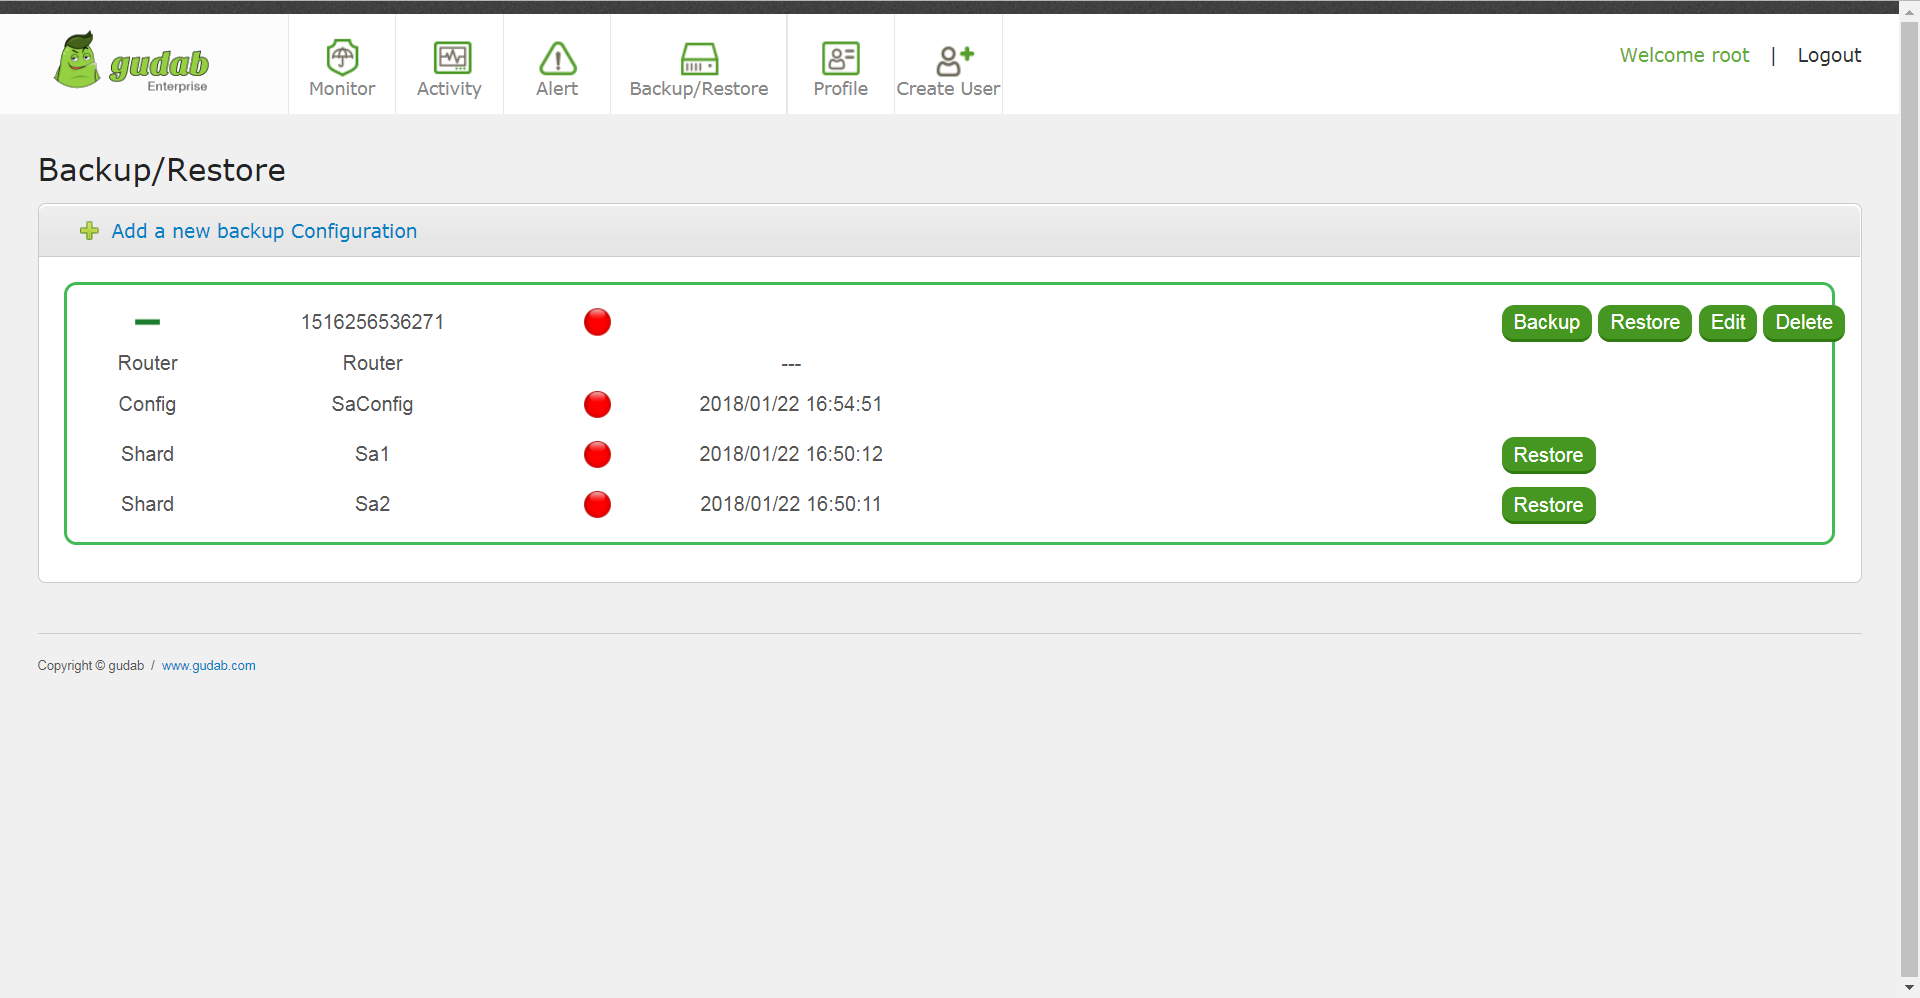 gudab
Enterprise
Monitor
Activity
Alert
Backup/Restore
Profile
Create User
Welcome root | Logout
Backup/Restore
Add a new backup Configuration
1516256536271 Backup Restore Edit Delete
Router Router ---
Config SaConfig 2018/01/22 16:54:51
Shard Sa1 2018/01/22 16:50:12 Restore
Shard Sa2 2018/01/22 16:50:11 Restore
Copyright © gudab / www.gudab.com